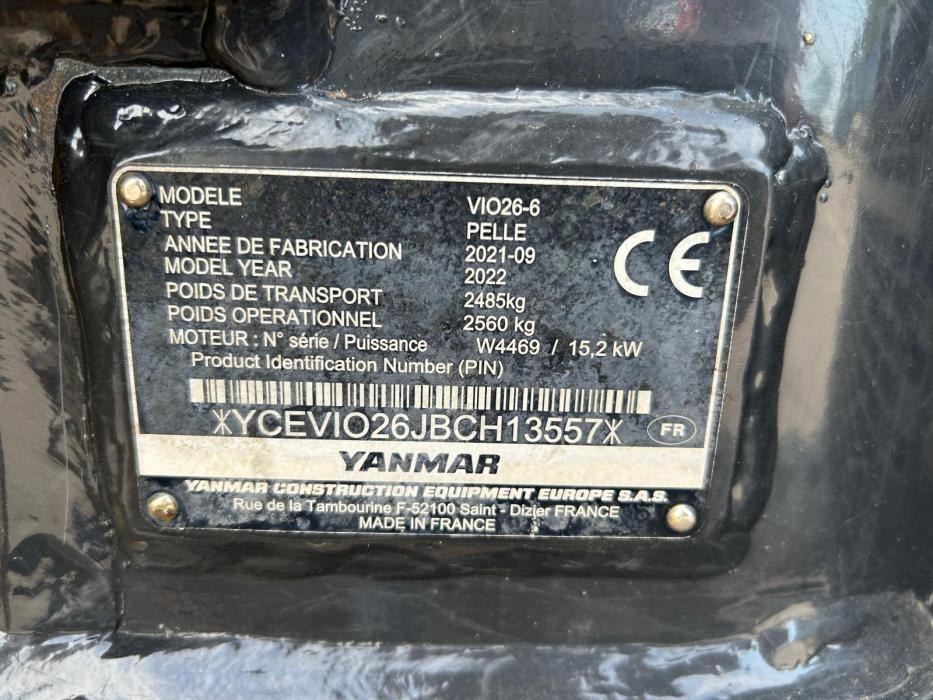 MODELE VIO26-6
TYPE PELLE
ANNEE DE FABRICATION 2021-09
MODEL YEAR 2022
POIDS DE TRANSPORT 2485kg
POIDS OPERATIONNEL 2560 kg
MOTEUR : N° série / Puissance W4469 / 15,2 kW
Product Identification Number (PIN)
*YCEVIO26JBCH13557*
FR
CE
YANMAR
YANMAR CONSTRUCTION EQUIPMENT EUROPE S.A.S.
Rue de la Tambourine F-52100 Saint - Dizier FRANCE
MADE IN FRANCE